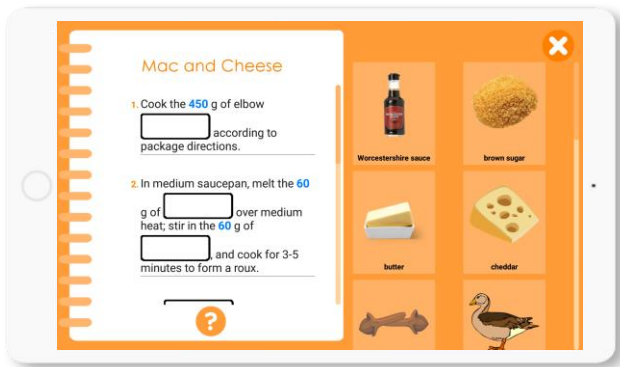 Mac and Cheese
1. Cook the 450 g of elbow
according to
package directions.
2. In medium saucepan, melt the 60
g of over medium
heat; stir in the 60 g of
, and cook for 3-5
minutes to form a roux.
?
Worcestershire sauce
brown sugar
butter
cheddar